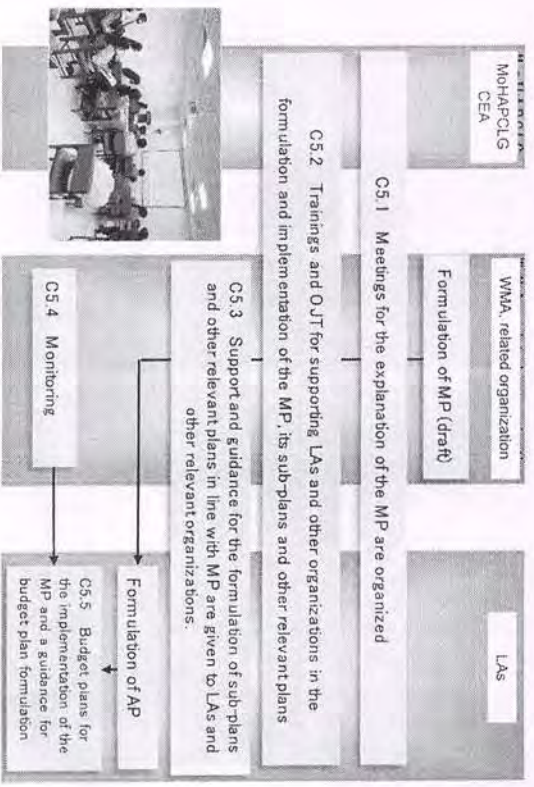 MoHAPCLG
CEA
WMA, related organization
LAs
Formulation of MP (draft)
C5.1 Meetings for the explanation of the MP are organized
C5.2 Trainings and OJT for supporting LAs and other organizations in the
formulation and implementation of the MP, its sub-plans and other relevant plans
C5.3 Support and guidance for the formulation of sub-plans
and other relevant plans in line with MP are given to LAs and
other relevant organizations.
Formulation of AP
C5.4 Monitoring
C5.5 Budget plans for
the implementation of the
MP and a guidance for
budget plan formulation